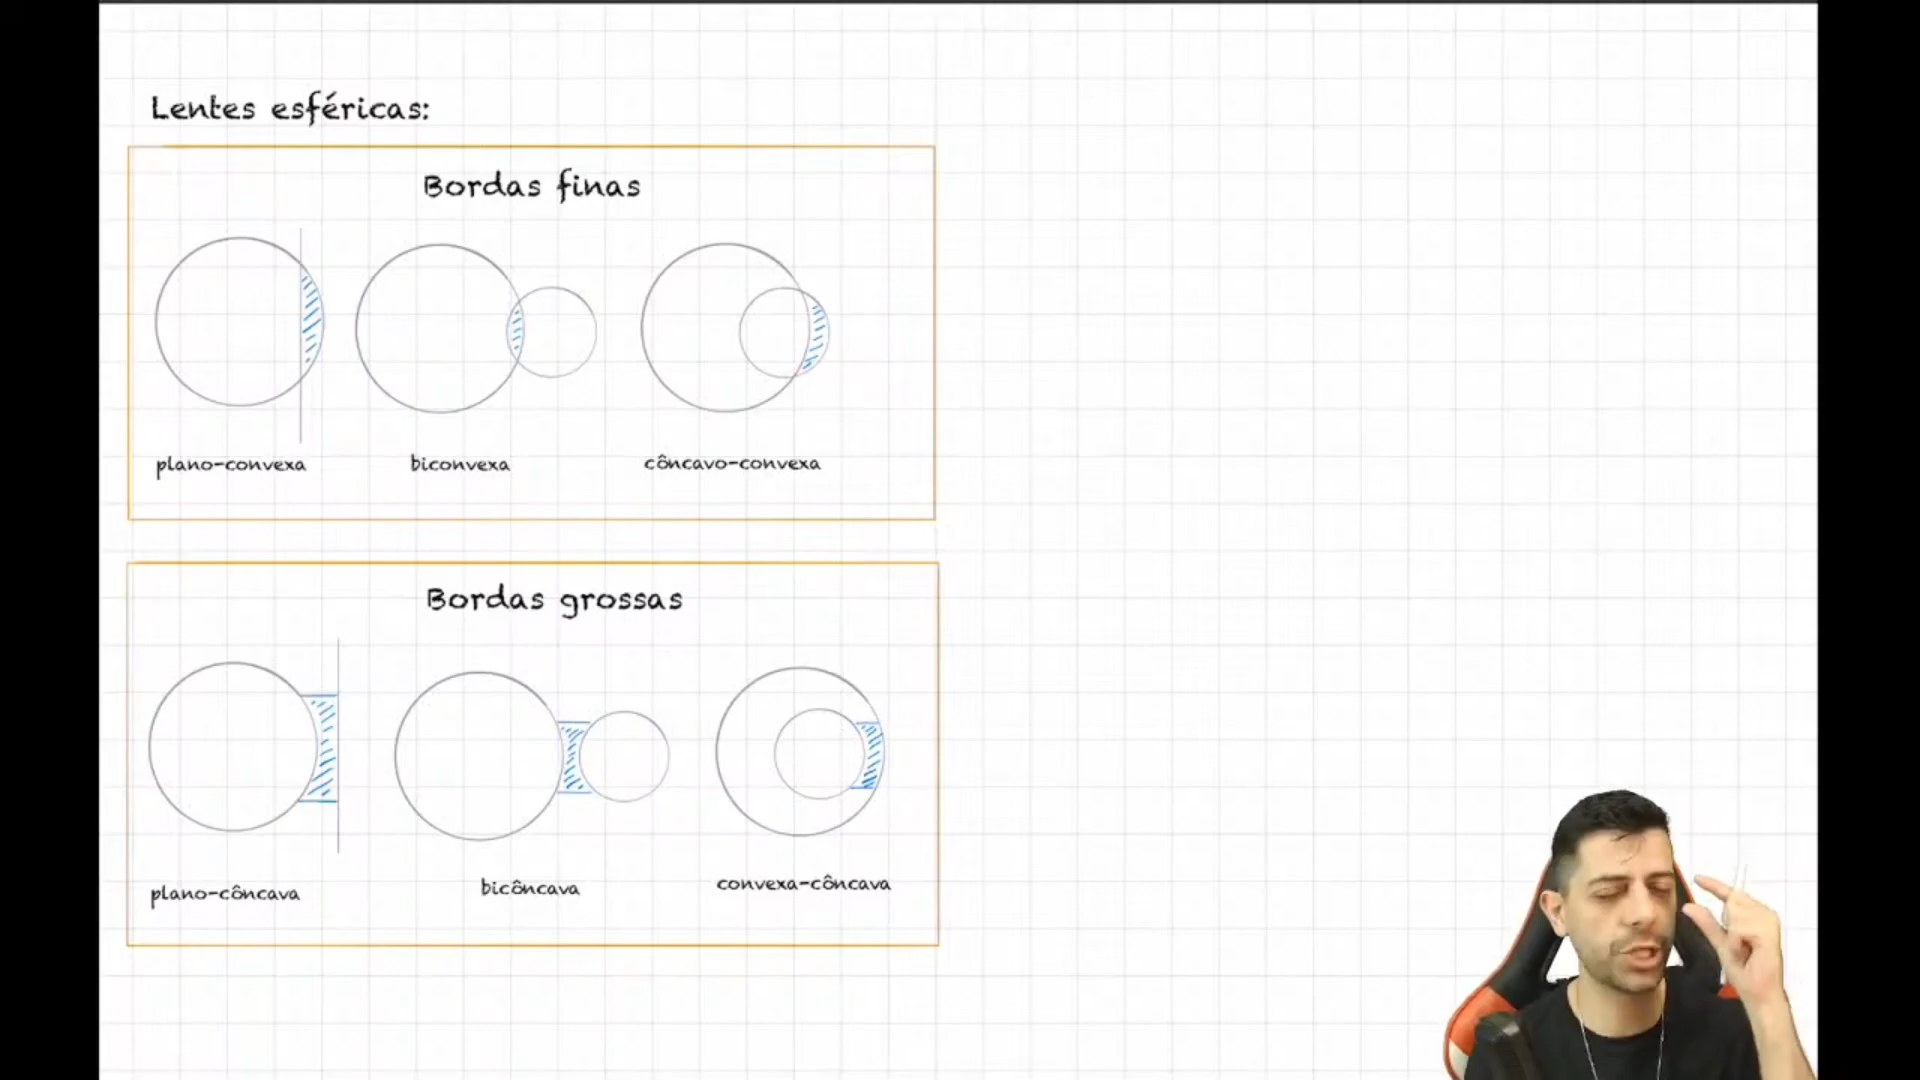 Lentes esféricas:
Bordas finas
plano-convexa
biconvexa
côncavo-convexa
Bordas grossas
plano-côncava
bicôncava
convexa-côncava